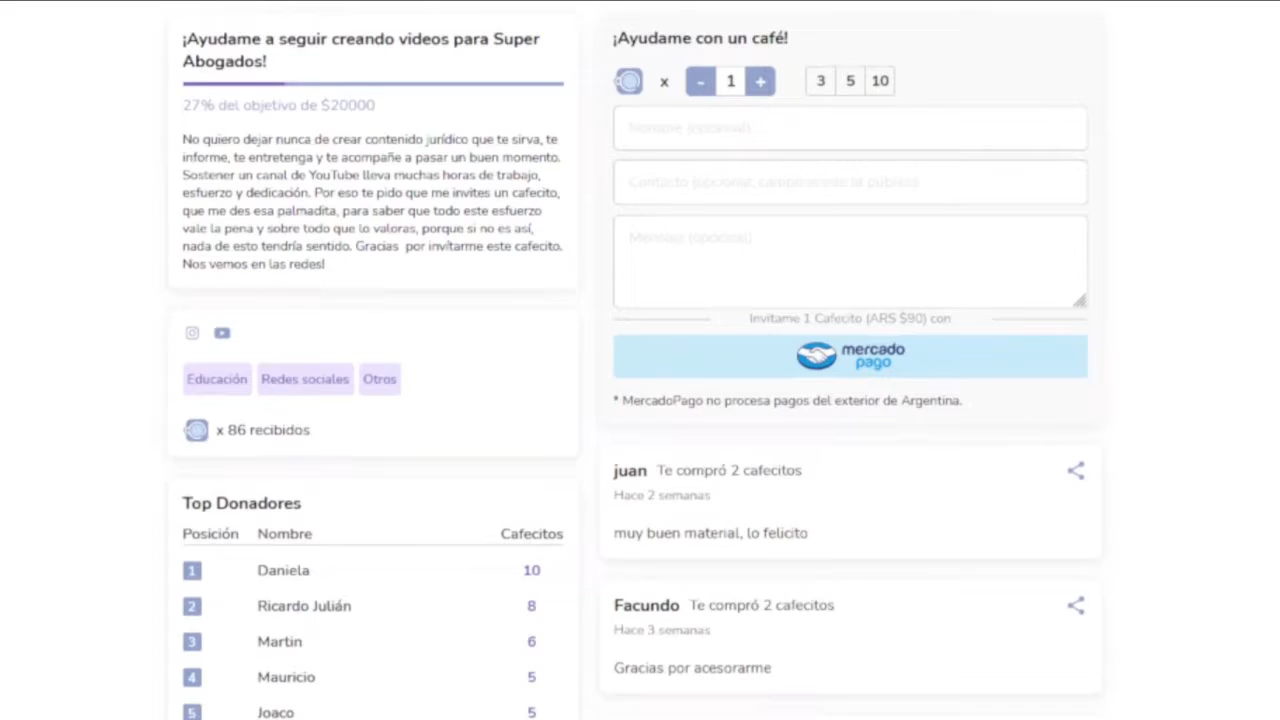 ¡Ayudame a seguir creando videos para Super
Abogados!
27% del objetivo de $20000
No quiero dejar nunca de crear contenido jurídico que te sirva, te
informe, te entretenga y te acompañe a pasar un buen momento.
Sostener un canal de YouTube lleva muchas horas de trabajo,
esfuerzo y dedicación. Por eso te pido que me invites un cafecito,
que me des esa palmadita, para saber que todo este esfuerzo
vale la pena y sobre todo que lo valoras, porque si no es así,
nada de esto tendría sentido. Gracias por invitarme este cafecito.
Nos vemos en las redes!
Educación Redes sociales Otros
x 86 recibidos
Top Donadores
Posición Nombre Cafecitos
1 Daniela 10
2 Ricardo Julián 8
3 Martin 6
4 Mauricio 5
5 Joaco 5
¡Ayudame con un café!
x - 1 + 3 5 10
Nombre (opcional)...
Contacto (opcional,
Mensaje (opcional)
Invitame 1 Cafecito (ARS $90) con
mercado
pago
* MercadoPago no procesa pagos del exterior de Argentina.
juan Te compró 2 cafecitos
Hace 2 semanas
muy buen material, lo felicito
Facundo Te compró 2 cafecitos
Hace 3 semanas
Gracias por acesorarme